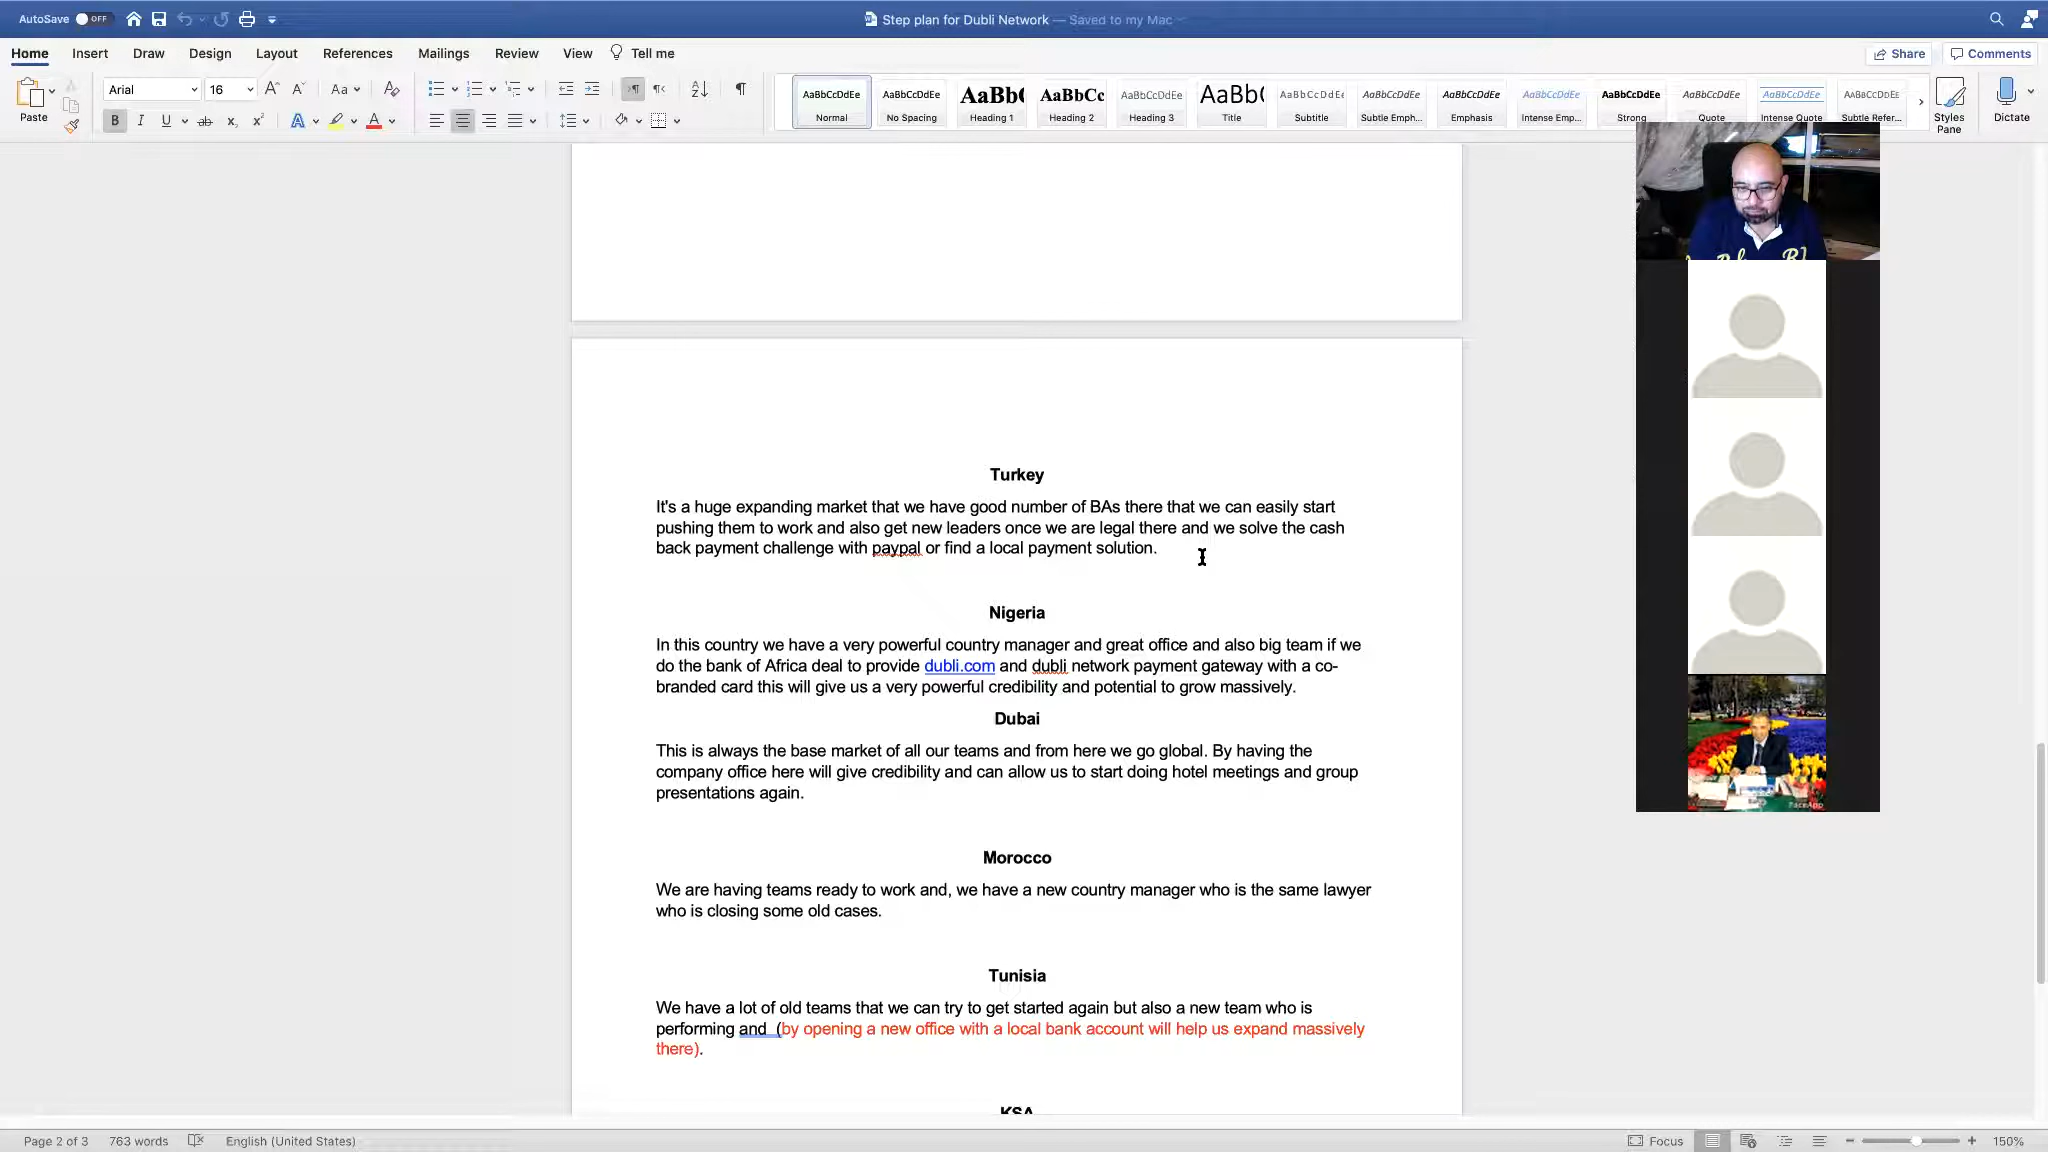 AutoSave OFF
Step plan for Dubli Network — Saved to my Mac
Home Insert Draw Design Layout References Mailings Review View Tell me
Share Comments
Paste
Arial 16
AaBbCcDdEe AaBbCcDdEe AaBb( AaBbCc AaBbCcDdEe AaBb( AaBbCcDdEe AaBbCcDdEe AaBbCcDdEe AaBbCcDdEe AaBbCcDdEe AaBbCcDdEe AaBbCcDdEe AaBbCcDdEe
Normal No Spacing Heading 1 Heading 2 Heading 3 Title Subtitle Subtle Emph... Emphasis Intense Emp... Strong Quote Intense Quote Subtle Refer...
Styles Pane
Dictate
Turkey
It's a huge expanding market that we have good number of BAs there that we can easily start
pushing them to work and also get new leaders once we are legal there and we solve the cash
back payment challenge with paypal or find a local payment solution.
Nigeria
In this country we have a very powerful country manager and great office and also big team if we
do the bank of Africa deal to provide dubli.com and dubli network payment gateway with a co-
branded card this will give us a very powerful credibility and potential to grow massively.
Dubai
This is always the base market of all our teams and from here we go global. By having the
company office here will give credibility and can allow us to start doing hotel meetings and group
presentations again.
Morocco
We are having teams ready to work and, we have a new country manager who is the same lawyer
who is closing some old cases.
Tunisia
We have a lot of old teams that we can try to get started again but also a new team who is
performing and (by opening a new office with a local bank account will help us expand massively
there).
KSA
FaceApp
Page 2 of 3 763 words English (United States)
Focus 150%